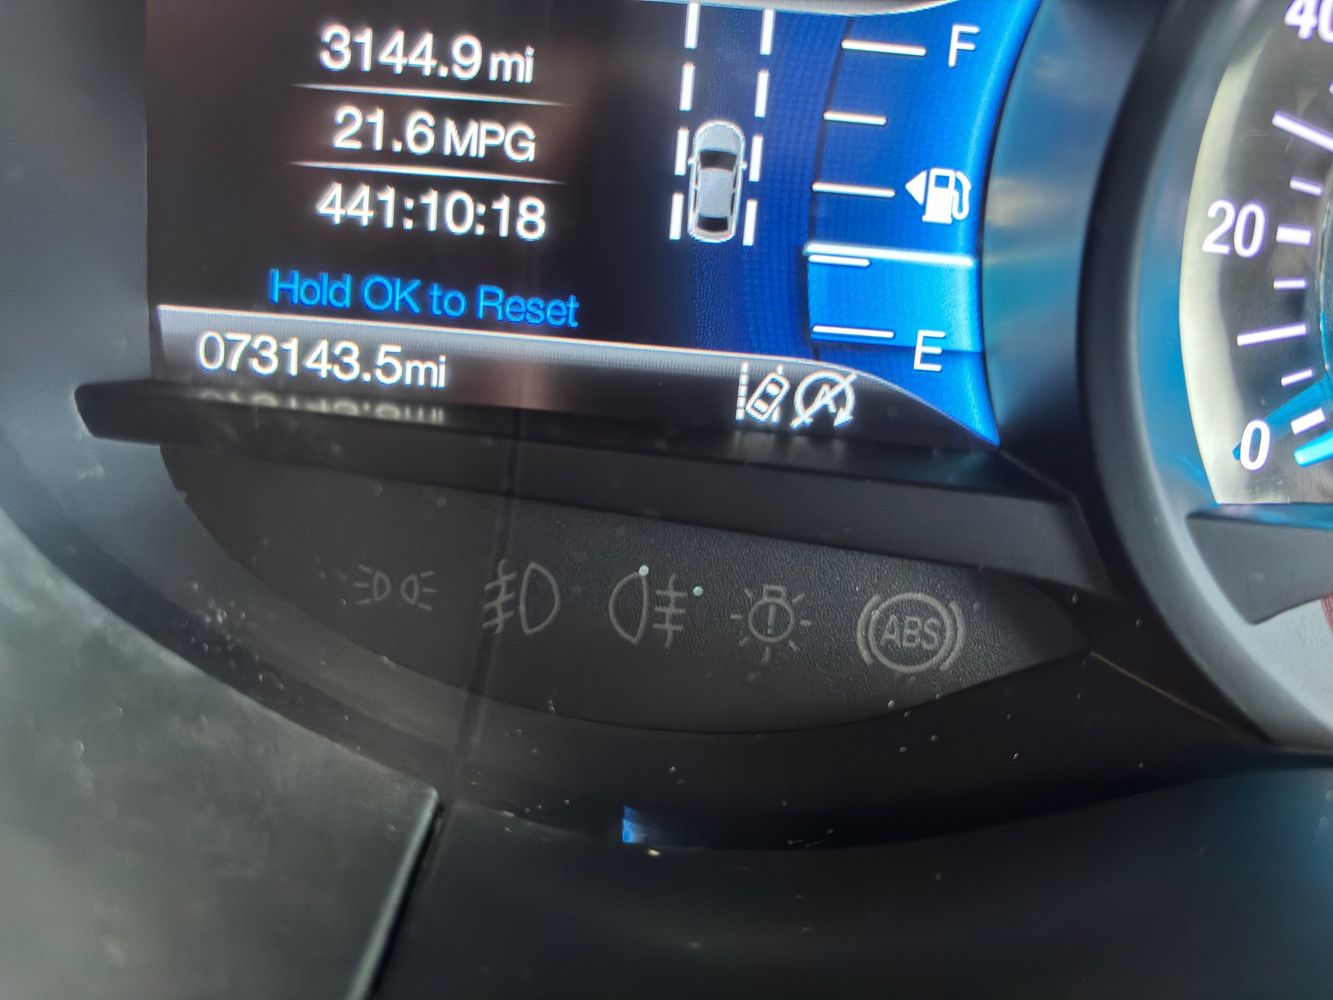 3144.9 mi
21.6 MPG
441:10:18
Hold OK to Reset
073143.5mi
F
E
A
ABS
20
0